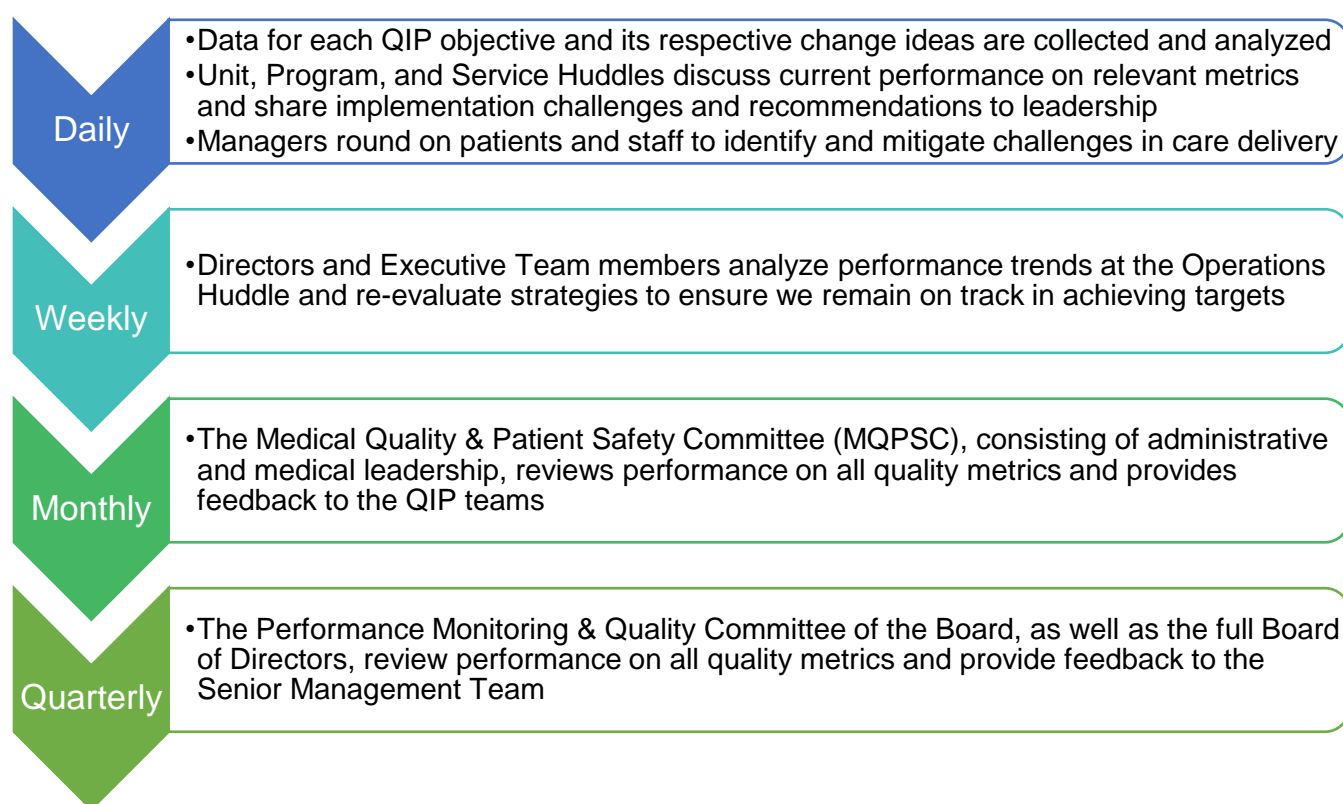 Daily
•Data for each QIP objective and its respective change ideas are collected and analyzed
•Unit, Program, and Service Huddles discuss current performance on relevant metrics
and share implementation challenges and recommendations to leadership
•Managers round on patients and staff to identify and mitigate challenges in care delivery
Weekly
•Directors and Executive Team members analyze performance trends at the Operations
Huddle and re-evaluate strategies to ensure we remain on track in achieving targets
Monthly
•The Medical Quality & Patient Safety Committee (MQPSC), consisting of administrative
and medical leadership, reviews performance on all quality metrics and provides
feedback to the QIP teams
Quarterly
•The Performance Monitoring & Quality Committee of the Board, as well as the full Board
of Directors, review performance on all quality metrics and provide feedback to the
Senior Management Team